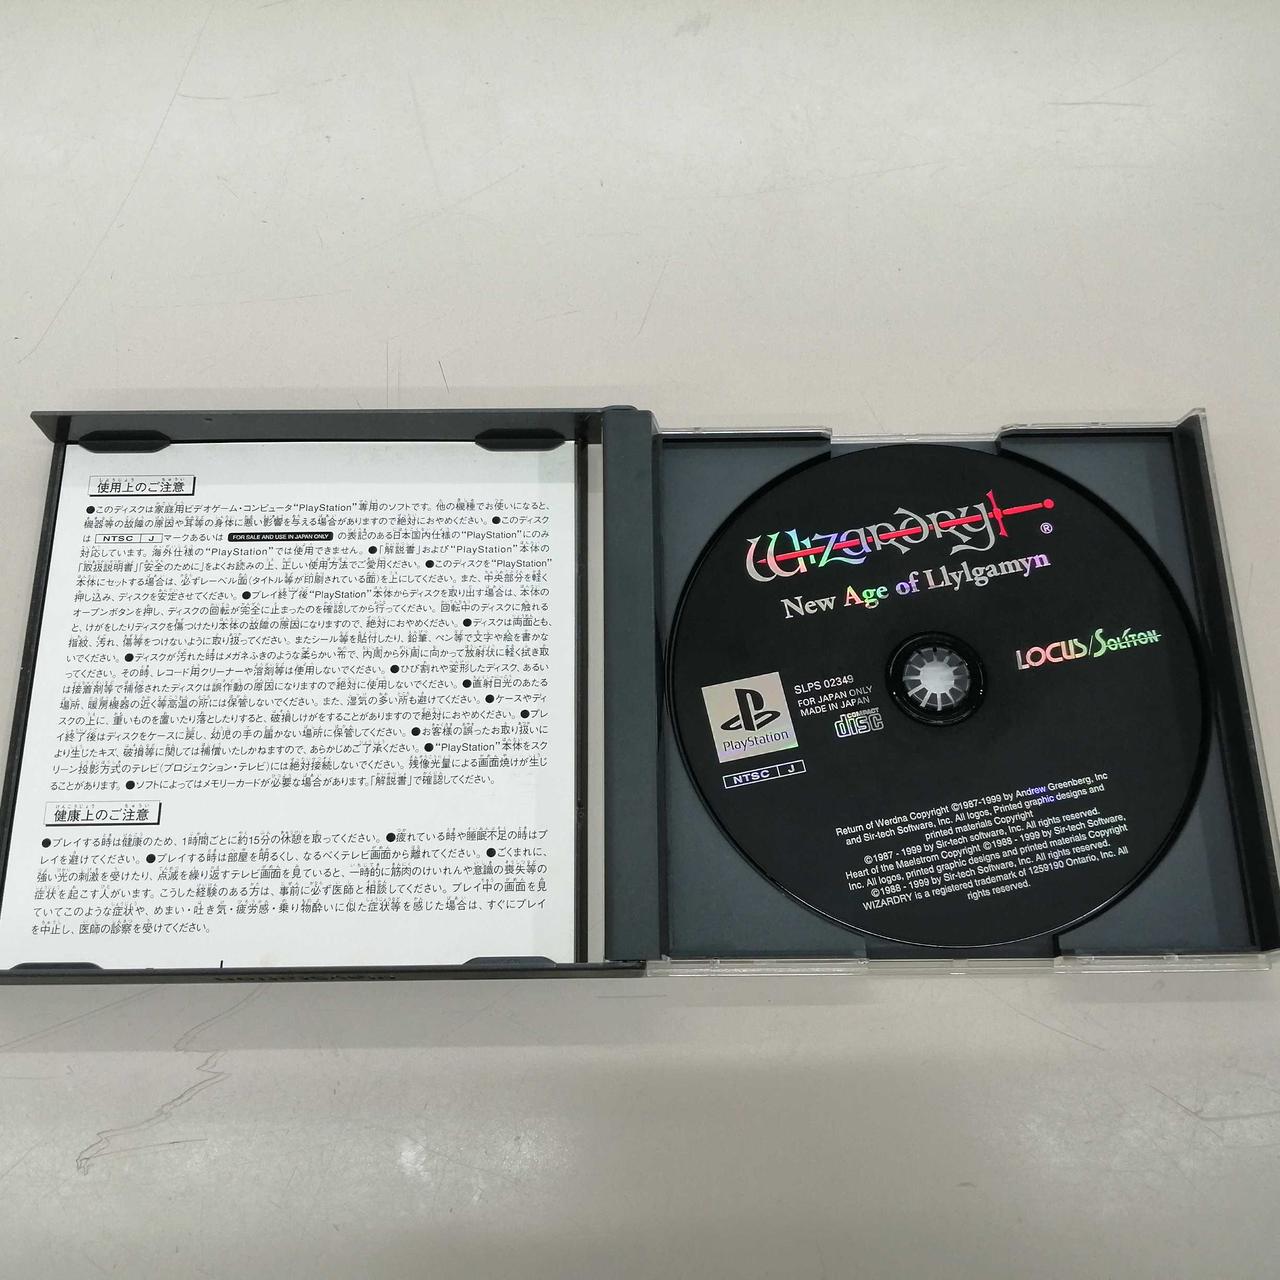 使用上のご注意
●このディスクは家庭用ビデオゲーム・コンピュータ“PlayStation”専用のソフトです。他の機種でお使いになると、
機器等の故障の原因や耳等の身体に悪い影響を与える場合がありますので絶対におやめください。●このディスク
は NTSC J マークあるいは FOR SALE AND USE IN JAPAN ONLY の表記のある日本国内仕様の“PlayStation”にのみ
対応しています。海外仕様の“PlayStation”では使用できません。●「解説書」および“PlayStation”本体の
「取扱説明書」「安全のために」をよくお読みの上、正しい使用方法でご愛用ください。●このディスクを“PlayStation”
本体にセットする場合は、必ずレーベル面(タイトル等が印刷されている面)を上にしてください。また、中央部分を軽く
押し込み、ディスクを安定させてください。●プレイ終了後“PlayStation”本体からディスクを取り出す場合は、本体の
オープンボタンを押し、ディスクの回転が完全に止まったのを確認してから行ってください。回転中のディスクに触れる
と、けがをしたりディスクを傷つけたり本体の故障の原因になりますので、絶対におやめください。●ディスクは両面とも、
指紋、汚れ、傷等をつけないように取り扱ってください。またシール等を貼付したり、鉛筆、ペン等で文字や絵を書かな
いでください。●ディスクが汚れた時はメガネふきのような柔らかい布で、内周から外周に向かって放射状に軽く拭き取
ってください。その時、レコード用クリーナーや溶剤等は使用しないでください。●ひび割れや変形したディスク、あるい
は接着剤等で補修されたディスクは誤作動の原因になりますので絶対に使用しないでください。●直射日光のあたる
場所、暖房機器の近く等高温の所には保管しないでください。また、湿気の多い所も避けてください。●ケースやディ
スクの上に、重いものを置いたり落としたりすると、破損しけがをすることがありますので絶対におやめください。●プレ
イ終了後はディスクをケースに戻し、幼児の手の届かない場所に保管してください。●お客様の誤ったお取り扱いに
より生じたキズ、破損等に関しては補償いたしかねますので、あらかじめご了承ください。●“PlayStation”本体をスク
リーン投影方式のテレビ(プロジェクション・テレビ)には絶対接続しないでください。残像光量による画面焼けが生じ
ることがあります。●ソフトによってはメモリーカードが必要な場合があります。「解説書」で確認してください。
健康上のご注意
●プレイする時は健康のため、1時間ごとに約15分の休憩を取ってください。●疲れている時や睡眠不足の時はプ
レイを避けてください。●プレイする時は部屋を明るくし、なるべくテレビ画面から離れてください。●ごくまれに、
強い光の刺激を受けたり、点滅を繰り返すテレビ画面を見ていると、一時的に筋肉のけいれんや意識の喪失等の
症状を起こす人がいます。こうした経験のある方は、事前に必ず医師と相談してください。プレイ中の画面を見
ていてこのような症状や、めまい・吐き気・疲労感・乗り物酔いに似た症状等を感じた場合は、すぐにプレイ
を中止し、医師の診察を受けてください。
Wizardry ®
New Age of Llylgamyn
LOCUS/SOLITON
PlayStation
SLPS 02349
FOR JAPAN ONLY
MADE IN JAPAN
COMPACT disc
NTSC J
Return of Werdna Copyright ©1987-1999 by Andrew Greenberg, Inc
and Sir-tech Software, Inc. All logos, Printed graphic designs and
printed materials Copyright
©1987 - 1999 by Sir-tech software, Inc. All rights reserved.
Heart of the Maelstrom Copyright ©1988 - 1999 by Sir-tech Software,
Inc. All logos, printed graphic designs and printed materials Copyright
©1988 - 1999 by Sir-tech Software, Inc. All rights reserved.
WIZARDRY is a registered trademark of 1259190 Ontario, Inc. All
rights reserved.